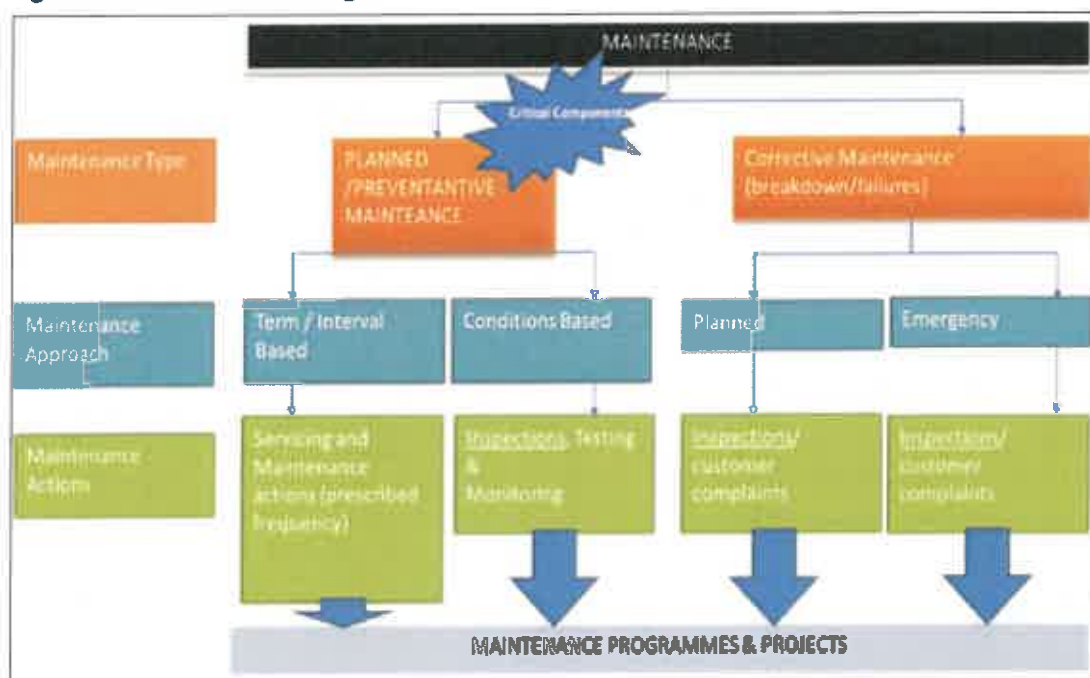 MAINTENANCE
Critical Component
Maintenance Type
PLANNED
/PREVENTANTIVE
MAINTEANCE
Corrective Maintenance
(breakdown/failures)
Maintenance
Approach
Term / Interval
Based
Conditions Based
Planned
Emergency
Maintenance
Actions
Servicing and
Maintenance
actions (prescribed
frequency)
Inspections, Testing
&
Monitoring
Inspections/
customer
complaints
Inspections/
customer
complaints
MAINTENANCE PROGRAMMES & PROJECTS